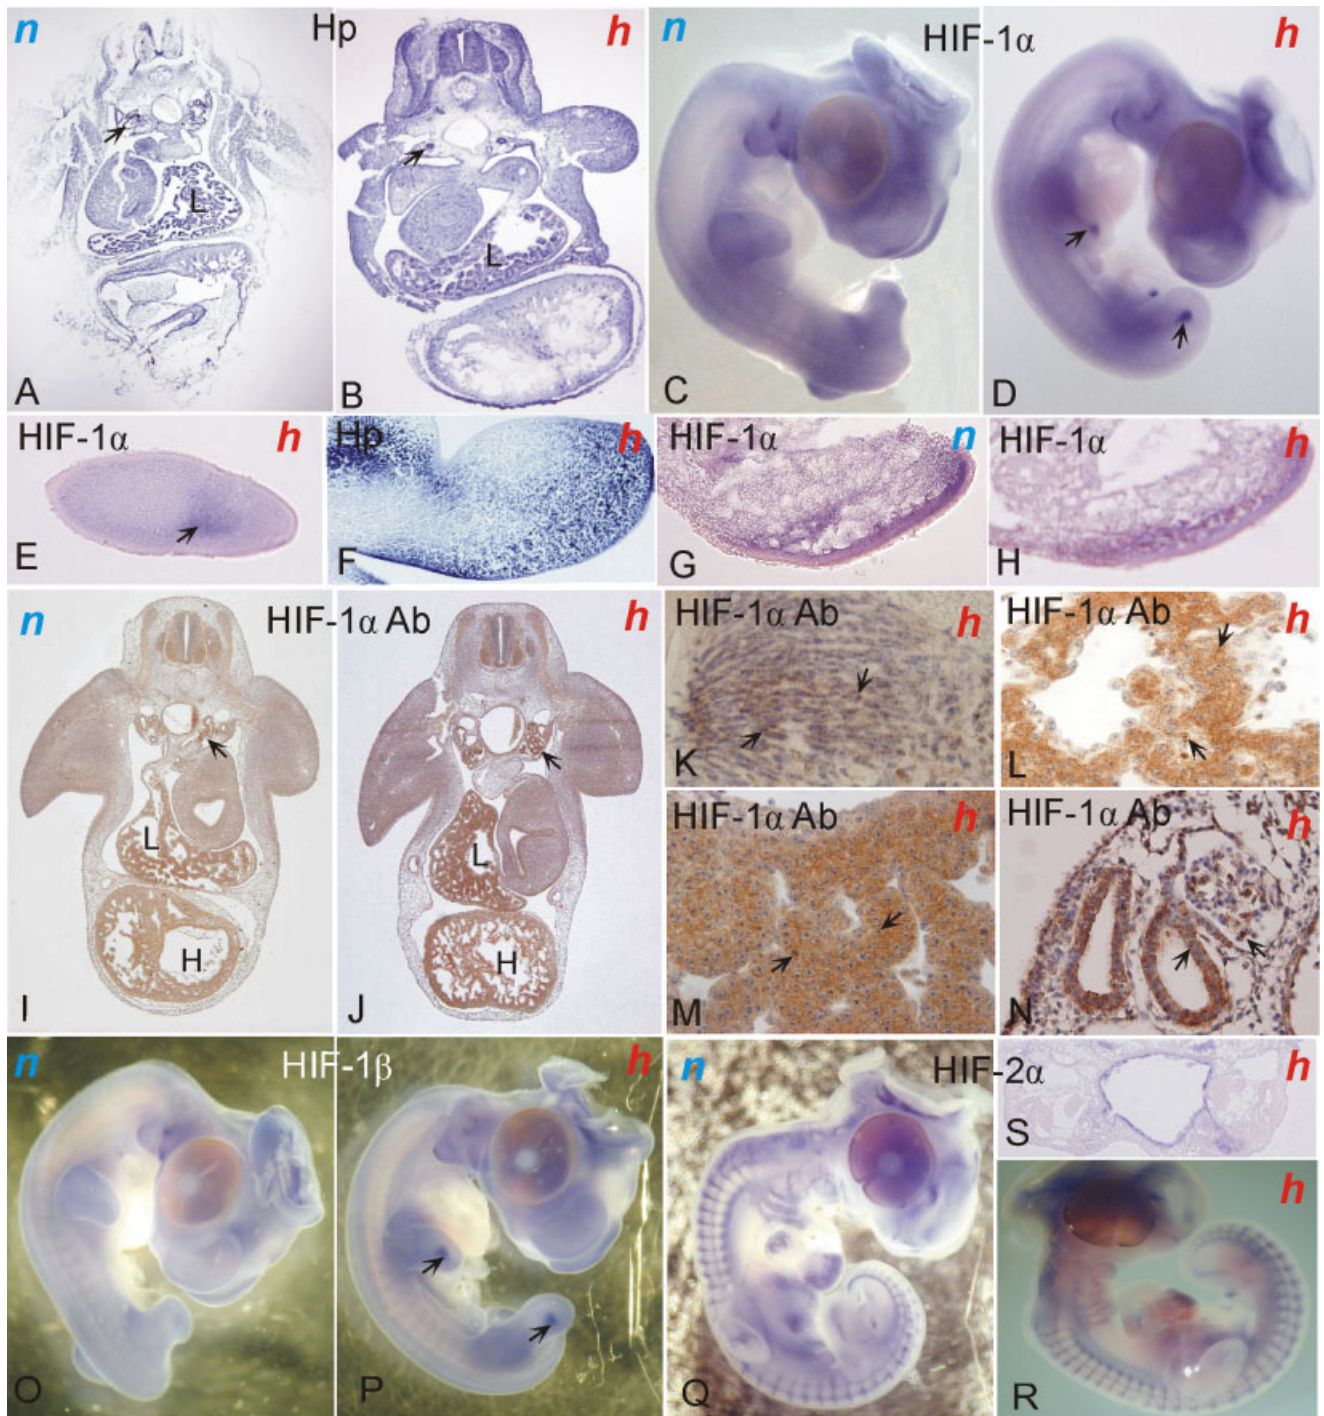 n Hp h
L
L
A B
n HIF-1α h
C D
HIF-1α h
E
Hp h
F
HIF-1α n
G
HIF-1α h
H
n HIF-1α Ab h
L
L
H
H
I J
HIF-1α Ab h
K
HIF-1α Ab h
L
HIF-1α Ab h
M
HIF-1α Ab h
N
n HIF-1β h
O P
n HIF-2α h
S
h
Q R